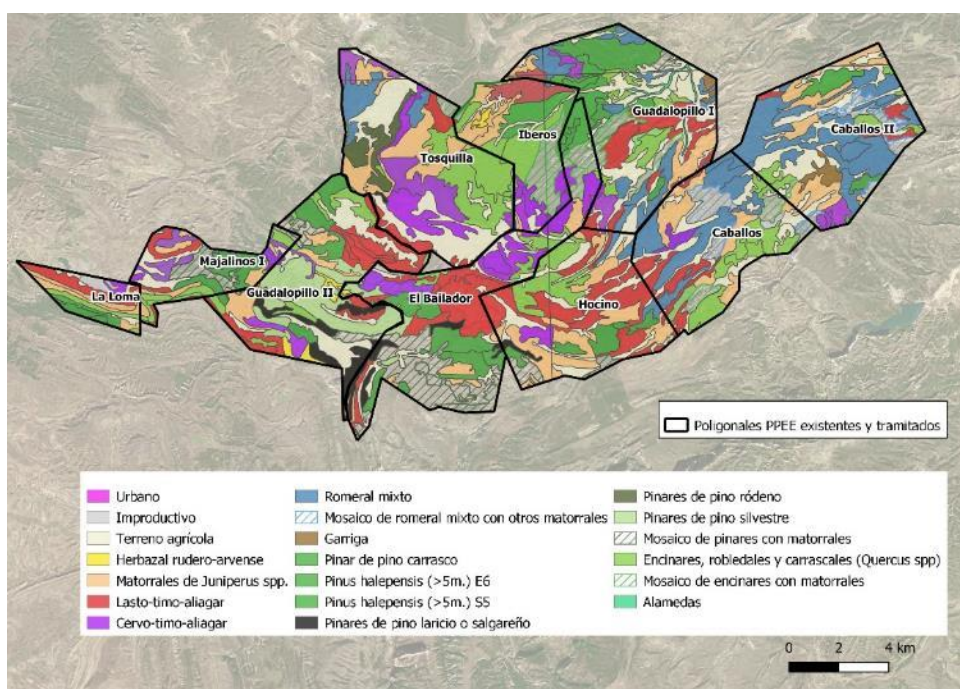 Guadalopillo I
Iberos
Caballos II
Tosquilla
Caballos
Majalinos I
La Loma
Guadalopillo II
El Bailador
Hocino
Poligonales PPEE existentes y tramitados
Urbano
Improductivo
Terreno agrícola
Herbazal rudero-arvense
Matorrales de Juniperus spp.
Lasto-timo-aliagar
Cervo-timo-aliagar
Romeral mixto
Mosaico de romeral mixto con otros matorrales
Garriga
Pinar de pino carrasco
Pinus halepensis (>5m.) E6
Pinus halepensis (>5m.) S5
Pinares de pino laricio o salgareño
Pinares de pino ródeno
Pinares de pino silvestre
Mosaico de pinares con matorrales
Encinares, robledales y carrascales (Quercus spp)
Mosaico de encinares con matorrales
Alamedas
0 2 4 km